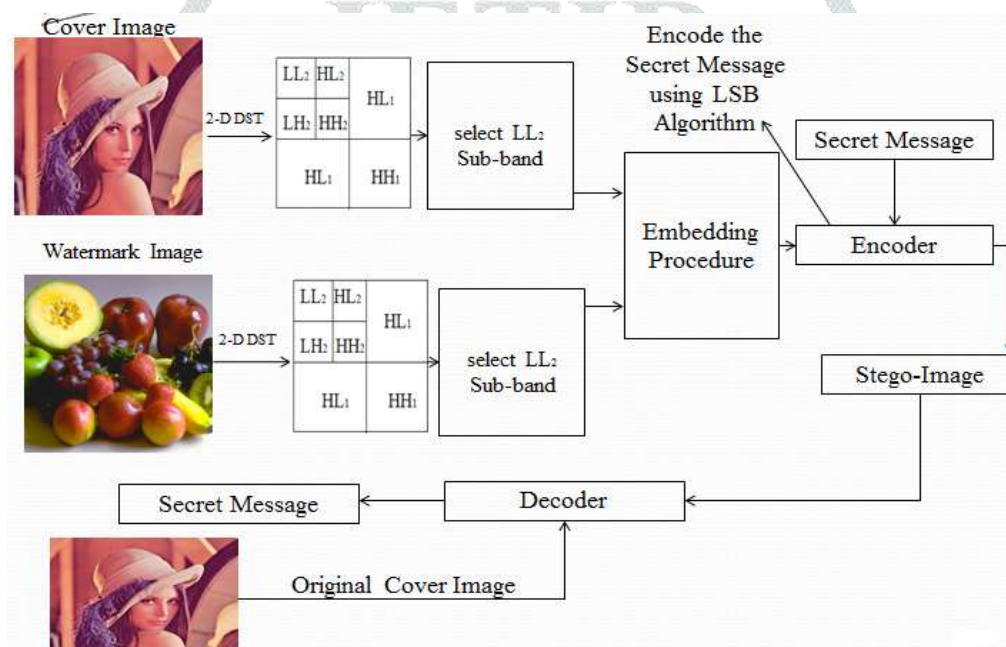 JETIR
Cover Image
2-D DST
LL2 HL2
HL1
LH2 HH2
HL1 HH1
select LL2
Sub-band
Encode the
Secret Message
using LSB
Algorithm
Secret Message
Embedding
Procedure
Encoder
Watermark Image
2-D DST
LL2 HL2
HL1
LH2 HH2
HL1 HH1
select LL2
Sub-band
Stego-Image
Secret Message
Decoder
Original Cover Image